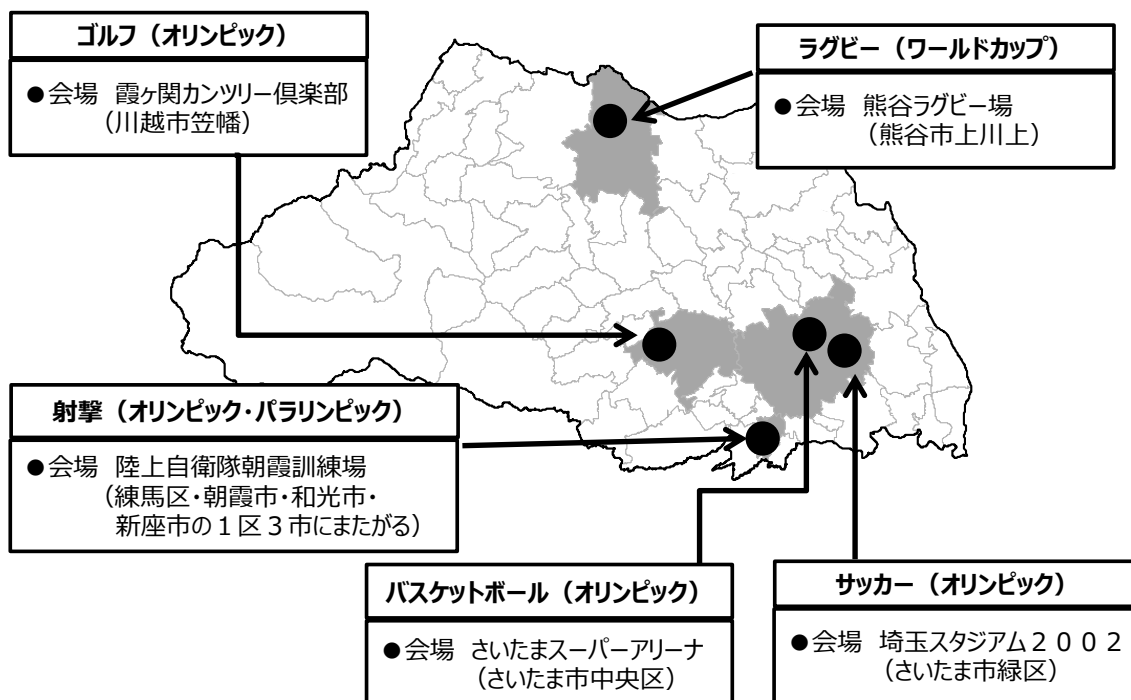 ゴルフ（オリンピック）
●会場　霞ヶ関カンツリー倶楽部
（川越市笠幡）
ラグビー（ワールドカップ）
●会場　熊谷ラグビー場
（熊谷市上川上）
射撃（オリンピック・パラリンピック）
●会場　陸上自衛隊朝霞訓練場
（練馬区・朝霞市・和光市・
新座市の１区３市にまたがる）
バスケットボール（オリンピック）
●会場　さいたまスーパーアリーナ
（さいたま市中央区）
サッカー（オリンピック）
●会場　埼玉スタジアム２００２
（さいたま市緑区）